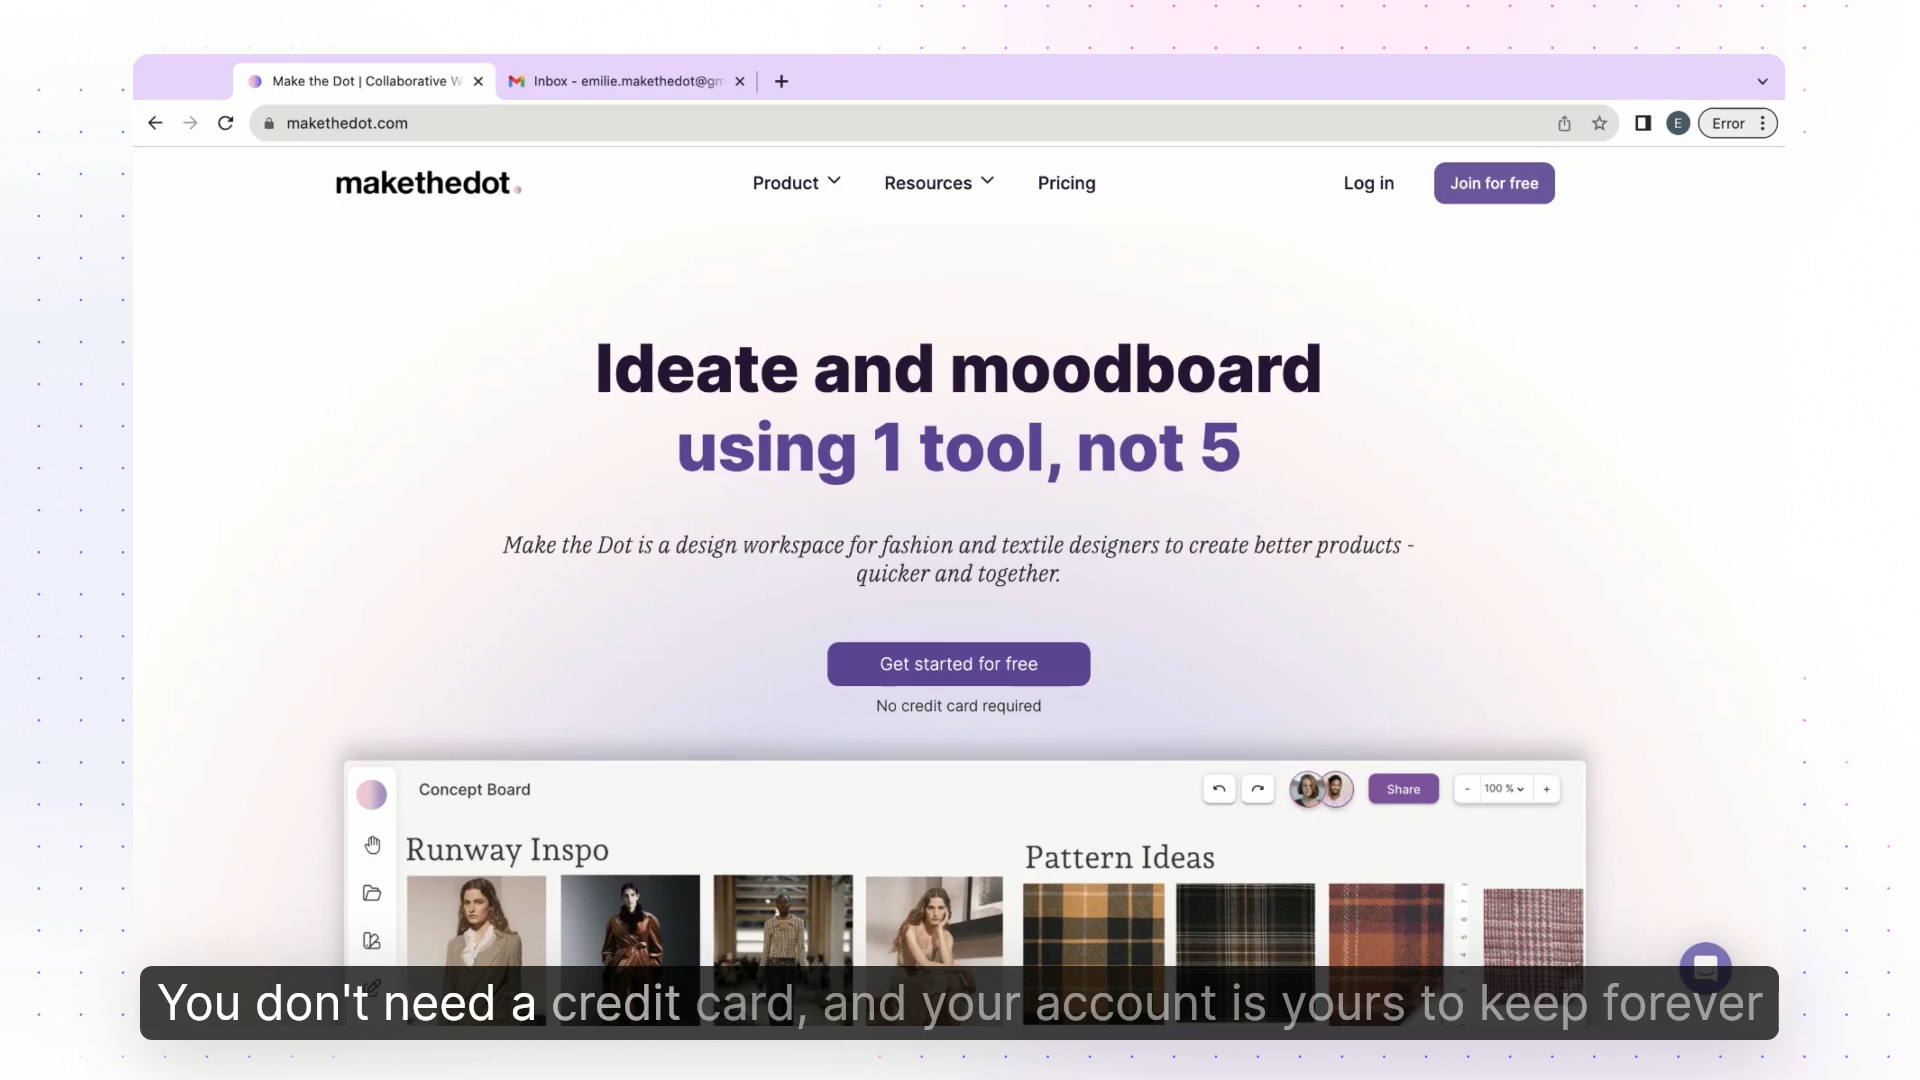 Make the Dot | Collaborative W
Inbox - emilie.makethedot@gm
makethedot.com
E
Error
makethedot.
Product
Resources
Pricing
Log in
Join for free
Ideate and moodboard
using 1 tool, not 5
Make the Dot is a design workspace for fashion and textile designers to create better products -
quicker and together.
Get started for free
No credit card required
Concept Board
Share
- 100 % +
Runway Inspo
Pattern Ideas
You don't need a credit card, and your account is yours to keep forever